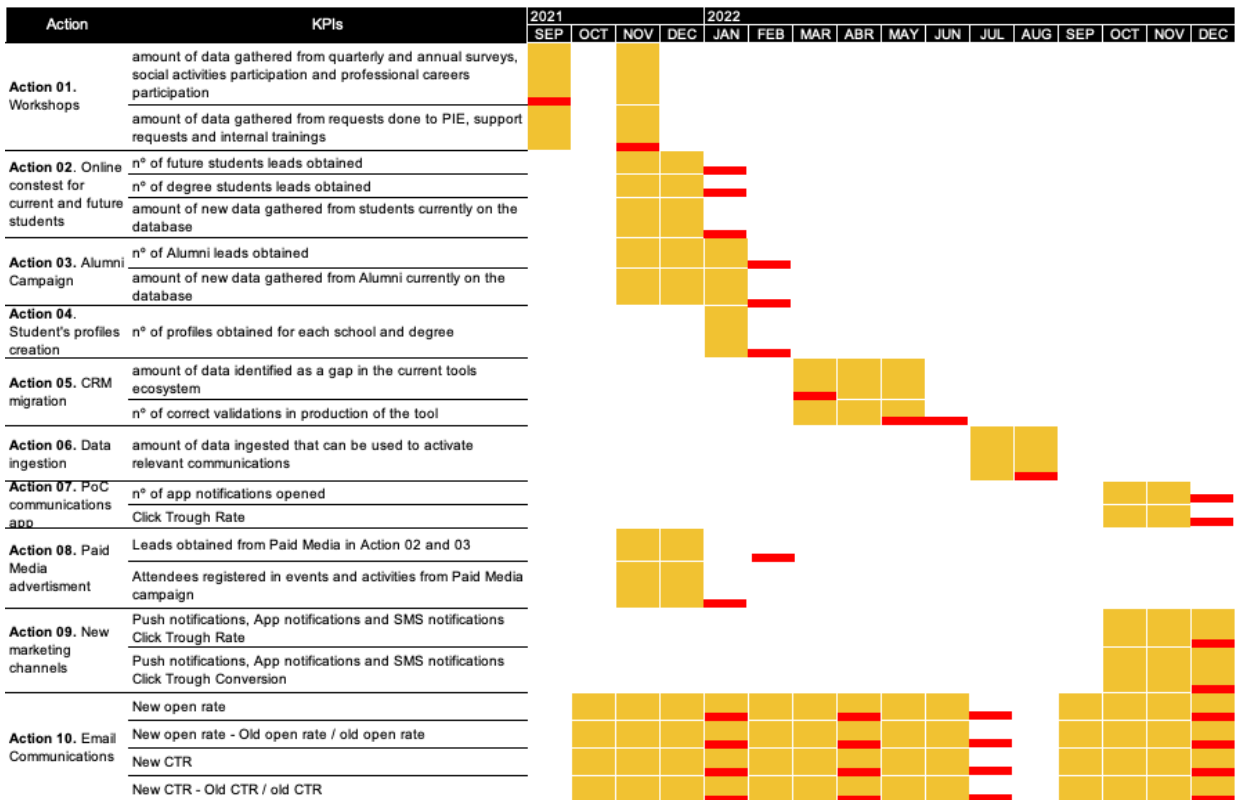 Action KPIs 2021 2022
SEP OCT NOV DEC JAN FEB MAR ABR MAY JUN JUL AUG SEP OCT NOV DEC
Action 01.
Workshops
amount of data gathered from quarterly and annual surveys,
social activities participation and professional careers
participation
amount of data gathered from requests done to PIE, support
requests and internal trainings
Action 02. Online
constest for
current and future
students
nº of future students leads obtained
nº of degree students leads obtained
amount of new data gathered from students currently on the
database
Action 03. Alumni
Campaign
nº of Alumni leads obtained
amount of new data gathered from Alumni currently on the
database
Action 04.
Student's profiles
creation
nº of profiles obtained for each school and degree
Action 05. CRM
migration
amount of data identified as a gap in the current tools
ecosystem
nº of correct validations in production of the tool
Action 06. Data
ingestion
amount of data ingested that can be used to activate
relevant communications
Action 07. PoC
communications
app
nº of app notifications opened
Click Trough Rate
Action 08. Paid
Media
advertisment
Leads obtained from Paid Media in Action 02 and 03
Attendees registered in events and activities from Paid Media
campaign
Action 09. New
marketing
channels
Push notifications, App notifications and SMS notifications
Click Trough Rate
Push notifications, App notifications and SMS notifications
Click Trough Conversion
Action 10. Email
Communications
New open rate
New open rate - Old open rate / old open rate
New CTR
New CTR - Old CTR / old CTR